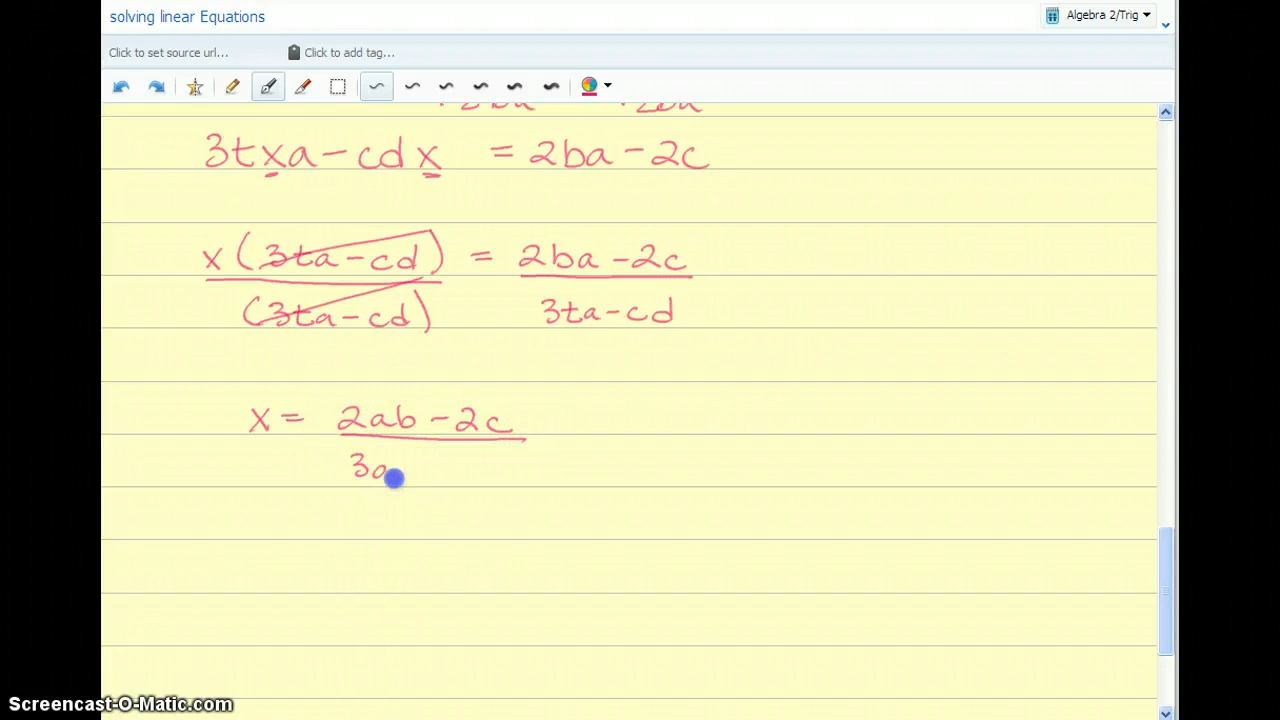 solving linear Equations
Algebra 2/Trig
Click to set source url...
Click to add tag...
3txa - cdx = 2ba - 2c
x(3ta - cd) = 2ba - 2c
(3ta - cd) 3ta - cd
x = 2ab - 2c
3a
Screencast-O-Matic.com